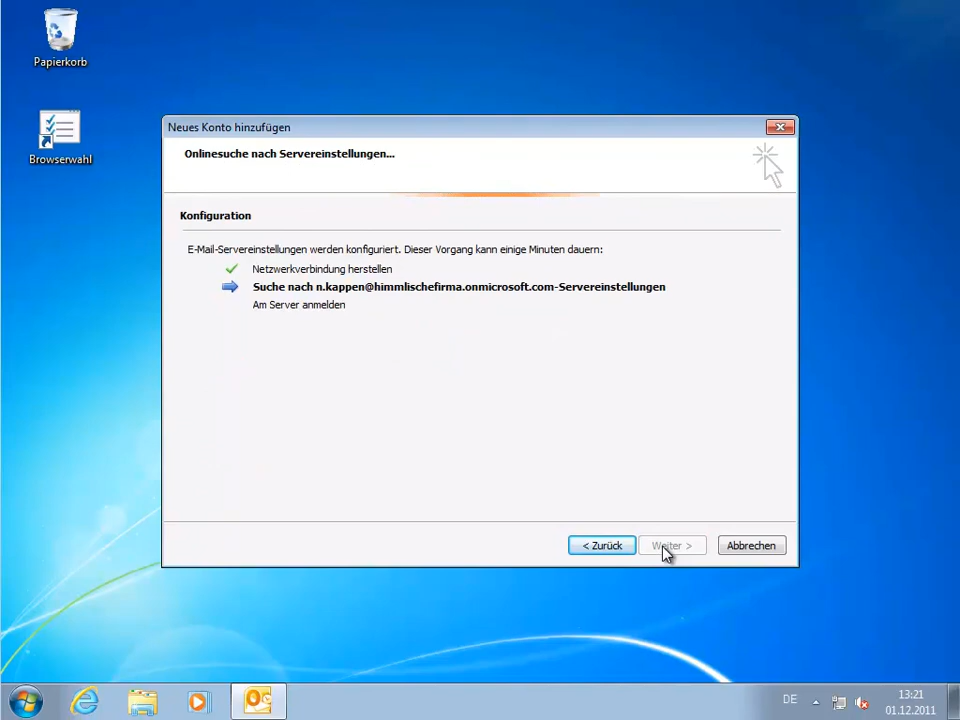 Papierkorb
Browserwahl
Neues Konto hinzufügen
Onlinesuche nach Servereinstellungen...
Konfiguration
E-Mail-Servereinstellungen werden konfiguriert. Dieser Vorgang kann einige Minuten dauern:
Netzwerkverbindung herstellen
Suche nach n.kappen@himmlischefirma.onmicrosoft.com-Servereinstellungen
Am Server anmelden
< Zurück
Weiter >
Abbrechen
DE
13:21
01.12.2011